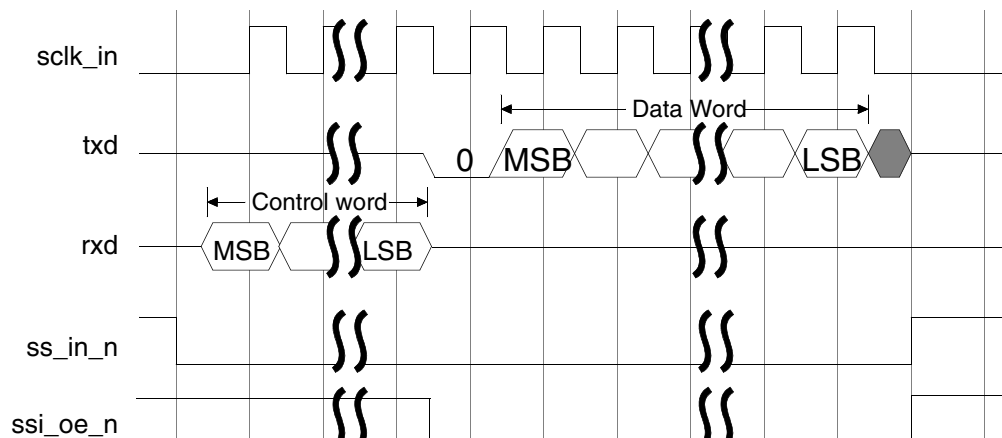 sclk_in
Data Word
txd
0
MSB
LSB
Control word
rxd
MSB
LSB
ss_in_n
ssi_oe_n